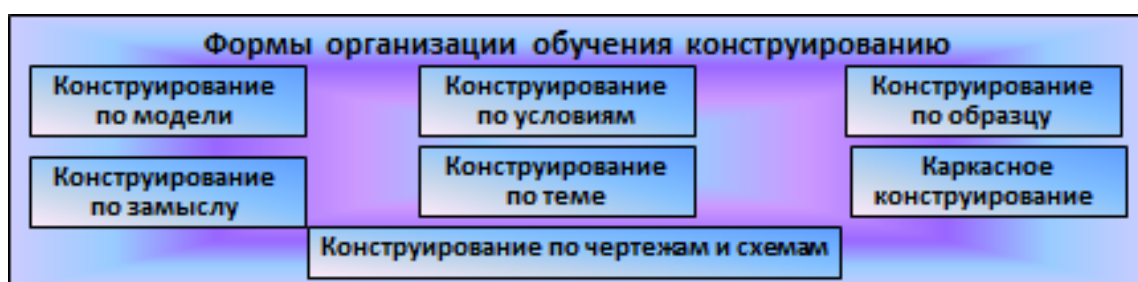 Формы организации обучения конструированию
Конструирование
по модели
Конструирование
по условиям
Конструирование
по образцу
Конструирование
по замыслу
Конструирование
по теме
Каркасное
конструирование
Конструирование по чертежам и схемам